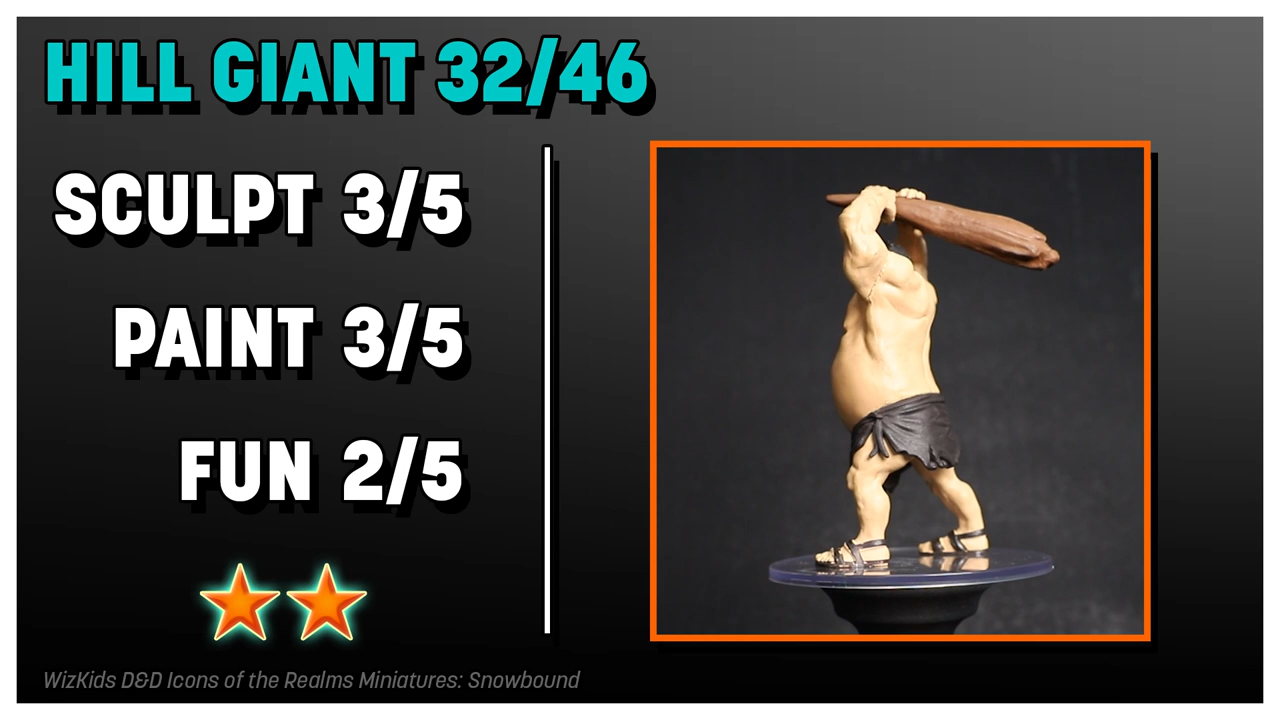 HILL GIANT 32/46
SCULPT 3/5
PAINT 3/5
FUN 2/5
WizKids D&D Icons of the Realms Miniatures: Snowbound